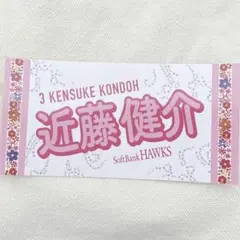 3 KENSUKE KONDOH
近藤健介
SoftBank HAWKS